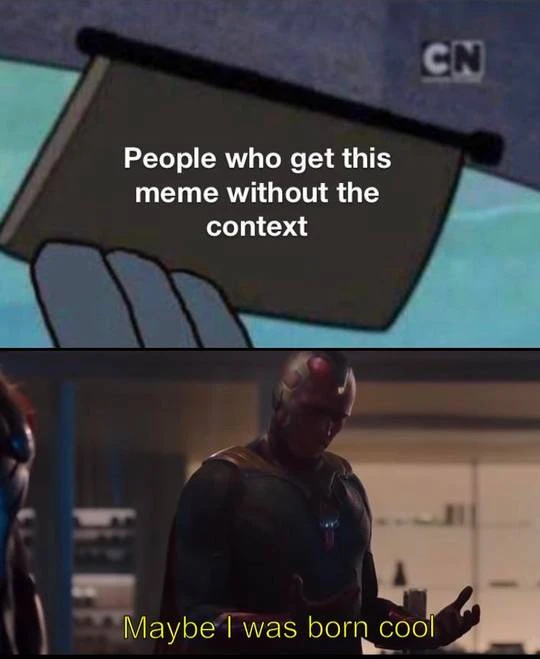 CN
People who get this
meme without the
context
Maybe I was born cool